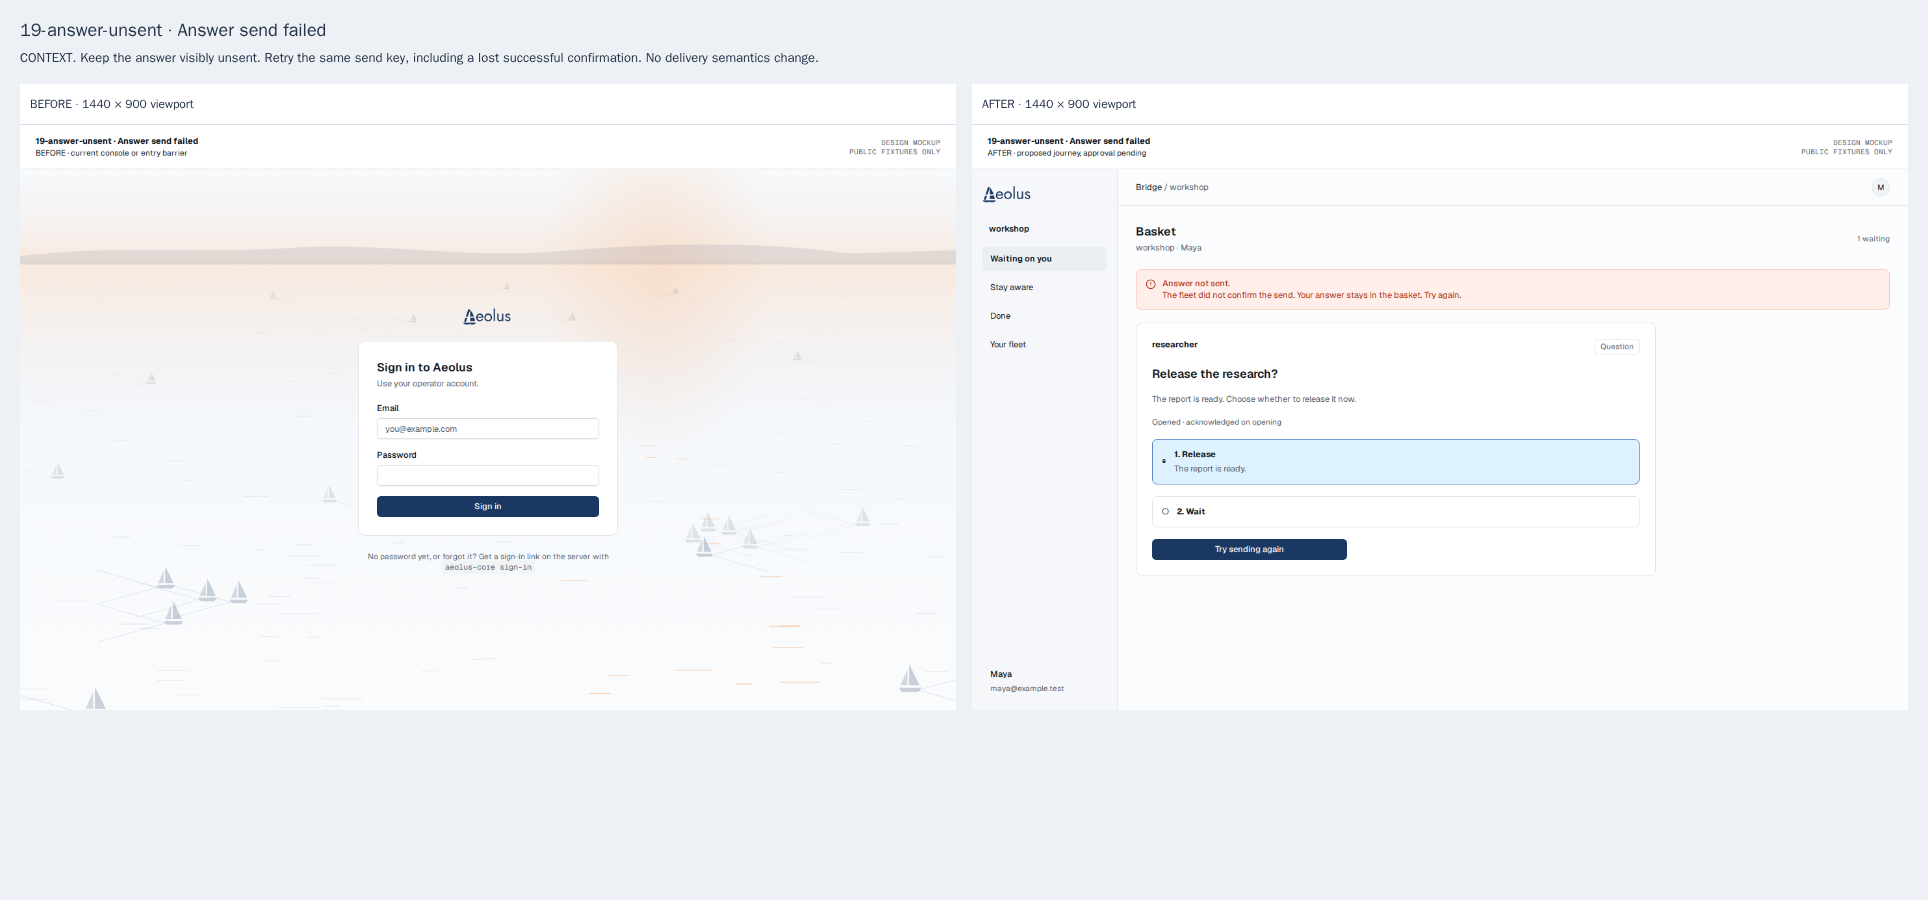 19-answer-unsent · Answer send failed
CONTEXT. Keep the answer visibly unsent. Retry the same send key, including a lost successful confirmation. No delivery semantics change.
BEFORE · 1440 × 900 viewport
19-answer-unsent · Answer send failed
BEFORE · current console or entry barrier
DESIGN MOCKUP
PUBLIC FIXTURES ONLY
Aeolus
Sign in to Aeolus
Use your operator account.
Email
you@example.com
Password
Sign in
No password yet, or forgot it? Get a sign-in link on the server with
aeolus-core sign-in
AFTER · 1440 × 900 viewport
19-answer-unsent · Answer send failed
AFTER · proposed journey, approval pending
DESIGN MOCKUP
PUBLIC FIXTURES ONLY
Aeolus
workshop
Waiting on you
Stay aware
Done
Your fleet
Maya
maya@example.test
Bridge / workshop
M
Basket
workshop · Maya
1 waiting
Answer not sent.
The fleet did not confirm the send. Your answer stays in the basket. Try again.
researcher
Question
Release the research?
The report is ready. Choose whether to release it now.
Opened · acknowledged on opening
1. Release
The report is ready.
2. Wait
Try sending again